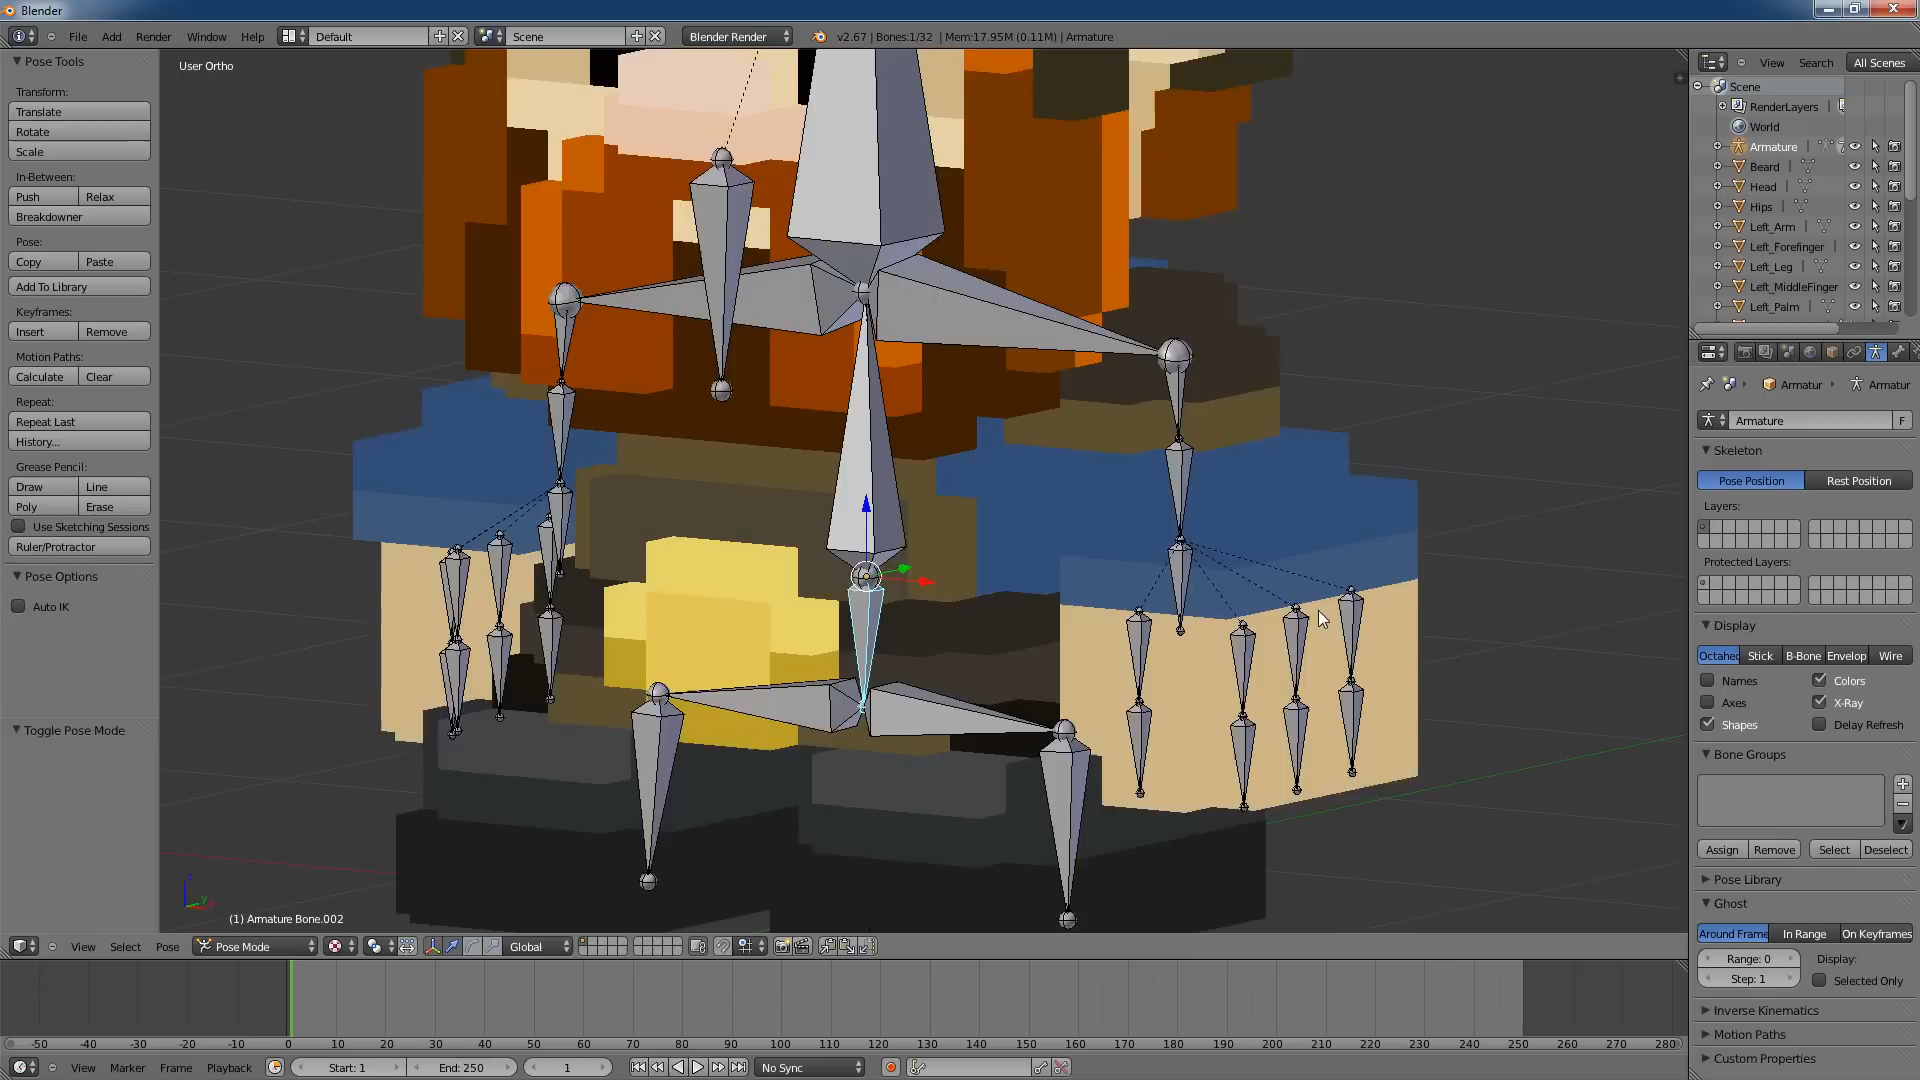 Blender
File Add Render Window Help Default Scene Blender Render v2.67 | Bones:1/32 | Mem:17.95M (0.11M) | Armature
Pose Tools
Transform:
Translate
Rotate
Scale
In-Between:
Push Relax
Breakdowner
Pose:
Copy Paste
Add To Library
Keyframes:
Insert Remove
Motion Paths:
Calculate Clear
Repeat:
Repeat Last
History...
Grease Pencil:
Draw Line
Poly Erase
Use Sketching Sessions
Ruler/Protractor
Pose Options
Auto IK
Toggle Pose Mode
User Ortho
z
y
(1) Armature Bone.002
View Select Pose Pose Mode Global
View Search All Scenes
Scene
RenderLayers |
World
Armature |
Beard |
Head |
Hips |
Left_Arm |
Left_Forefinger |
Left_Leg |
Left_MiddleFinger
Left_Palm |
Armatur Armatur
Armature F
Skeleton
Pose Position Rest Position
Layers:
Protected Layers:
Display
Octahed Stick B-Bone Envelop Wire
Names Colors
Axes X-Ray
Shapes Delay Refresh
Bone Groups
Assign Remove Select Deselect
Pose Library
Ghost
Around Frame In Range On Keyframes
Range: 0 Display:
Step: 1 Selected Only
Inverse Kinematics
Motion Paths
Custom Properties
-50 -40 -30 -20 -10 0 10 20 30 40 50 60 70 80 90 100 110 120 130 140 150 160 170 180 190 200 210 220 230 240 250 260 270 280
View Marker Frame Playback Start: 1 End: 250 1 No Sync